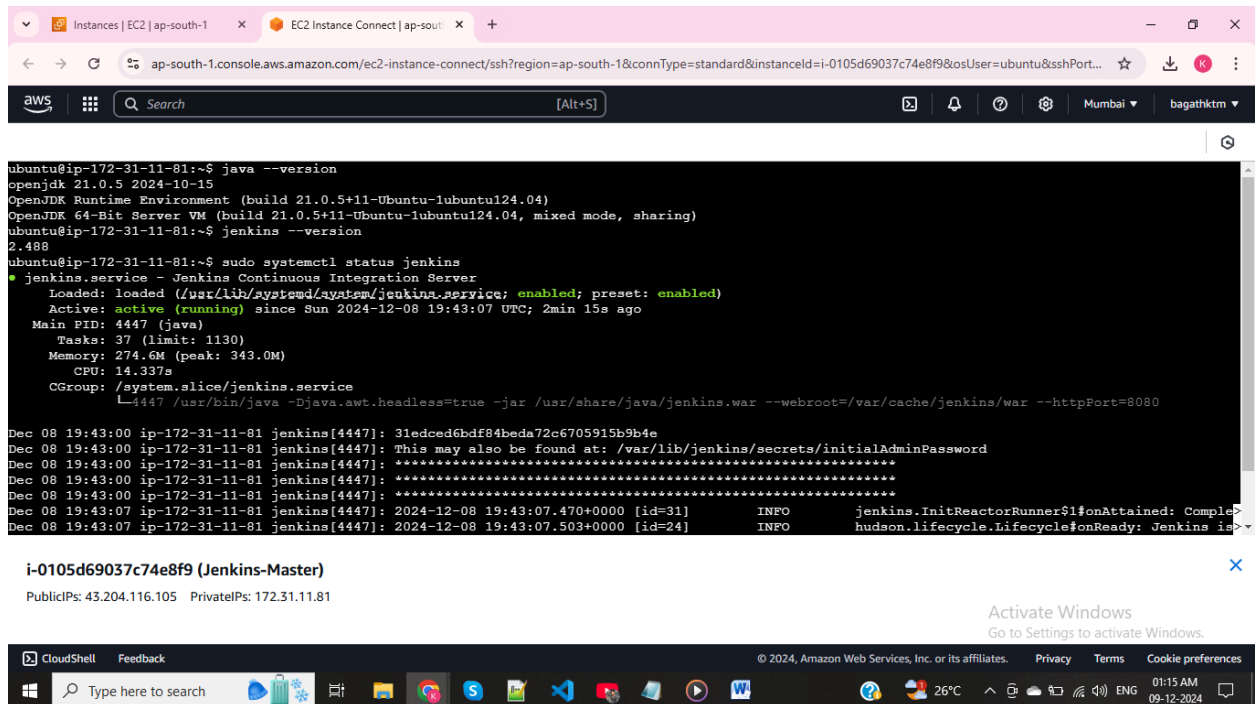 Instances | EC2 | ap-south-1
EC2 Instance Connect | ap-sout
ap-south-1.console.aws.amazon.com/ec2-instance-connect/ssh?region=ap-south-1&connType=standard&instanceId=i-0105d69037c74e8f9&osUser=ubuntu&sshPort...
K
aws
Search
[Alt+S]
Mumbai
bagathktm
ubuntu@ip-172-31-11-81:~$ java --version
openjdk 21.0.5 2024-10-15
OpenJDK Runtime Environment (build 21.0.5+11-Ubuntu-1ubuntu124.04)
OpenJDK 64-Bit Server VM (build 21.0.5+11-Ubuntu-1ubuntu124.04, mixed mode, sharing)
ubuntu@ip-172-31-11-81:~$ jenkins --version
2.488
ubuntu@ip-172-31-11-81:~$ sudo systemctl status jenkins
● jenkins.service - Jenkins Continuous Integration Server
Loaded: loaded (/usr/lib/systemd/system/jenkins.service; enabled; preset: enabled)
Active: active (running) since Sun 2024-12-08 19:43:07 UTC; 2min 15s ago
Main PID: 4447 (java)
Tasks: 37 (limit: 1130)
Memory: 274.6M (peak: 343.0M)
CPU: 14.337s
CGroup: /system.slice/jenkins.service
└─4447 /usr/bin/java -Djava.awt.headless=true -jar /usr/share/java/jenkins.war --webroot=/var/cache/jenkins/war --httpPort=8080
Dec 08 19:43:00 ip-172-31-11-81 jenkins[4447]: 31edced6bdf84beda72c6705915b9b4e
Dec 08 19:43:00 ip-172-31-11-81 jenkins[4447]: This may also be found at: /var/lib/jenkins/secrets/initialAdminPassword
Dec 08 19:43:00 ip-172-31-11-81 jenkins[4447]: *************************************************************
Dec 08 19:43:00 ip-172-31-11-81 jenkins[4447]: *************************************************************
Dec 08 19:43:00 ip-172-31-11-81 jenkins[4447]: *************************************************************
Dec 08 19:43:07 ip-172-31-11-81 jenkins[4447]: 2024-12-08 19:43:07.470+0000 [id=31] INFO jenkins.InitReactorRunner$1#onAttained: Comple>
Dec 08 19:43:07 ip-172-31-11-81 jenkins[4447]: 2024-12-08 19:43:07.503+0000 [id=24] INFO hudson.lifecycle.Lifecycle#onReady: Jenkins is>
i-0105d69037c74e8f9 (Jenkins-Master)
PublicIPs: 43.204.116.105 PrivateIPs: 172.31.11.81
Activate Windows
Go to Settings to activate Windows.
CloudShell Feedback © 2024, Amazon Web Services, Inc. or its affiliates. Privacy Terms Cookie preferences
Type here to search
26°C
ENG
01:15 AM
09-12-2024